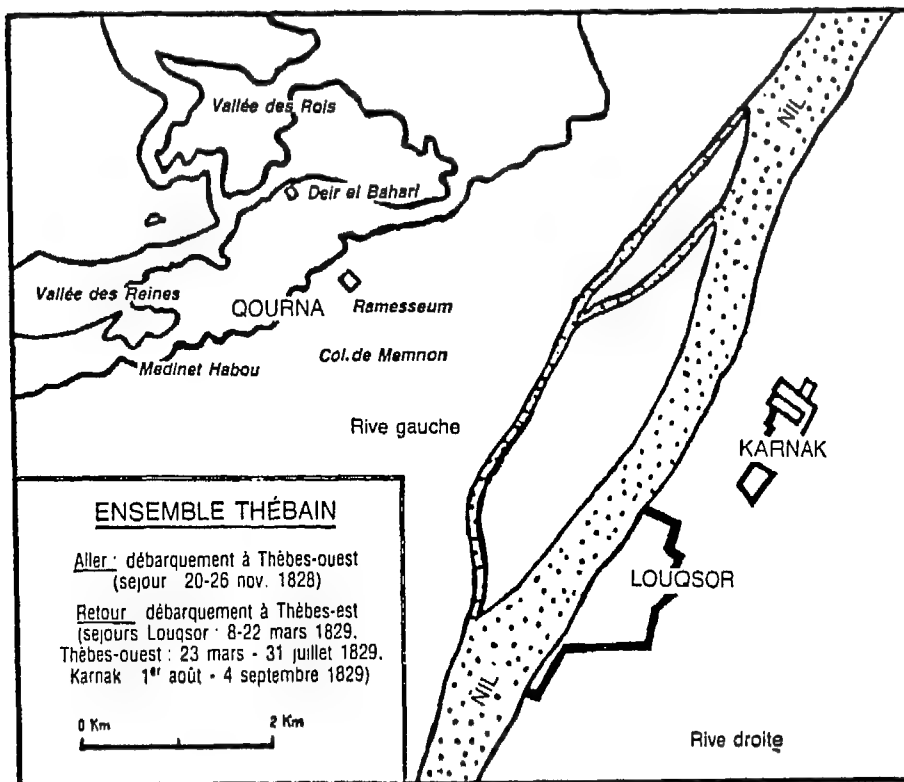 Vallée des Rois
NIL
Deir el Bahari
Vallée des Reines
QOURNA
Ramesseum
Medinet Habou
Col. de Memnon
Rive gauche
KARNAK
ENSEMBLE THÉBAIN
Aller : débarquement à Thèbes-ouest
(sejour 20-26 nov. 1828)
Retour débarquement à Thèbes-est
(sejours Louqsor : 8-22 mars 1829.
Thèbes-ouest : 23 mars - 31 juillet 1829.
Karnak 1er août - 4 septembre 1829)
0 Km 2 Km
LOUQSOR
NIL
Rive droite